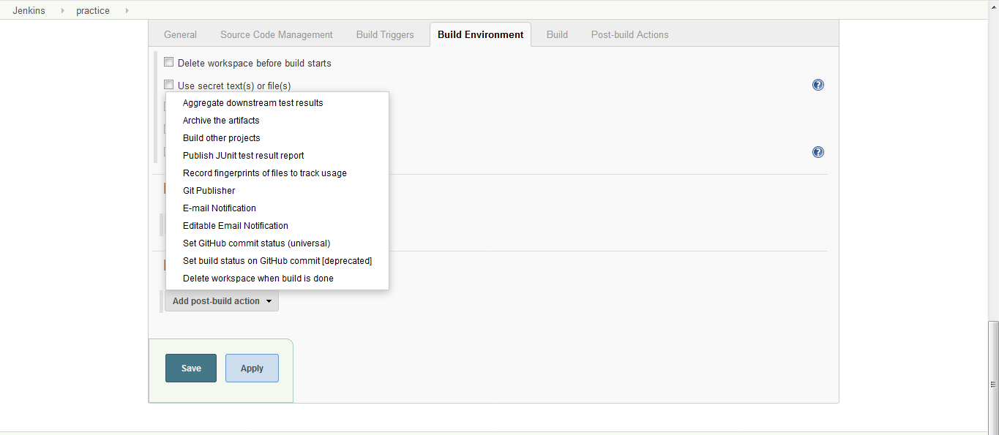 Jenkins practice
General Source Code Management Build Triggers Build Environment Build Post-build Actions
Delete workspace before build starts
Use secret text(s) or file(s)
Aggregate downstream test results
Archive the artifacts
Build other projects
Publish JUnit test result report
Record fingerprints of files to track usage
Git Publisher
E-mail Notification
Editable Email Notification
Set GitHub commit status (universal)
Set build status on GitHub commit [deprecated]
Delete workspace when build is done
Add post-build action
Save Apply